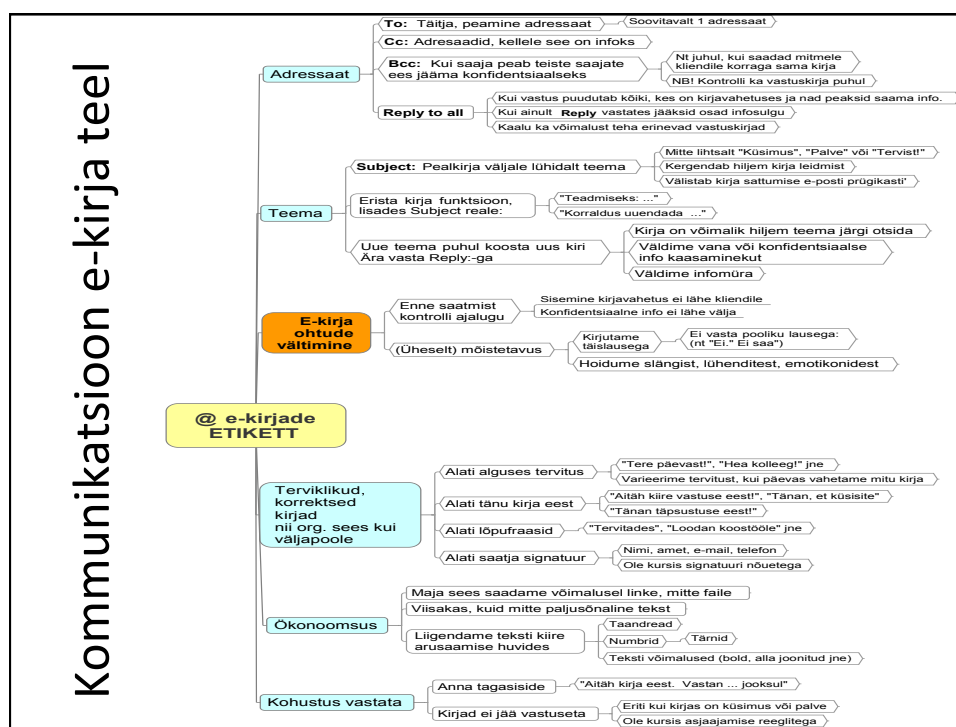 Kommunikatsioon e-kirja teel
@ e-kirjade
ETIKETT
Adressaat
To: Täitja, peamine adressaat
Soovitavalt 1 adressaat
Cc: Adresaadid, kellele see on infoks
Bcc: Kui saaja peab teiste saajate
ees jääma konfidentsiaalseks
Nt juhul, kui saadad mitmele
kliendile korraga sama kirja
NB! Kontrolli ka vastuskirja puhul
Reply to all
Kui vastus puudutab kõiki, kes on kirjavahetuses ja nad peaksid saama info.
Kui ainult Reply vastates jääksid osad infosulgu
Kaalu ka võimalust teha erinevad vastuskirjad
Teema
Subject: Pealkirja väljale lühidalt teema
Mitte lihtsalt "Küsimus", "Palve" või "Tervist!"
Kergendab hiljem kirja leidmist
Välistab kirja sattumise e-posti prügikasti'
Erista kirja funktsioon,
lisades Subject reale:
"Teadmiseks: ..."
"Korraldus uuendada ..."
Uue teema puhul koosta uus kiri
Ära vasta Reply:-ga
Kirja on võimalik hiljem teema järgi otsida
Väldime vana või konfidentsiaalse
info kaasaminekut
Väldime infomüra
E-kirja
ohtude
vältimine
Enne saatmist
kontrolli ajalugu
Sisemine kirjavahetus ei lähe kliendile
Konfidentsiaalne info ei lähe välja
(Üheselt) mõistetavus
Kirjutame
täislausega
Ei vasta pooliku lausega:
(nt "Ei." Ei saa")
Hoidume slängist, lühenditest, emotikonidest
Terviklikud,
korrektsed
kirjad
nii org. sees kui
väljapoole
Alati alguses tervitus
"Tere päevast!", "Hea kolleeg!" jne
Varieerime tervitust, kui päevas vahetame mitu kirja
Alati tänu kirja eest
"Aitäh kiire vastuse eest!", "Tänan, et küsisite"
"Tänan täpsustuse eest!"
Alati lõpufraasid
"Tervitades", "Loodan koostööle" jne
Alati saatja signatuur
Nimi, amet, e-mail, telefon
Ole kursis signatuuri nõuetega
Ökonoomsus
Maja sees saadame võimalusel linke, mitte faile
Viisakas, kuid mitte paljusõnaline tekst
Liigendame teksti kiire
arusaamise huvides
Taandread
Numbrid
Tärnid
Teksti võimalused (bold, alla joonitud jne)
Kohustus vastata
Anna tagasiside
"Aitäh kirja eest. Vastan ... jooksul"
Kirjad ei jää vastuseta
Eriti kui kirjas on küsimus või palve
Ole kursis asjaajamise reeglitega